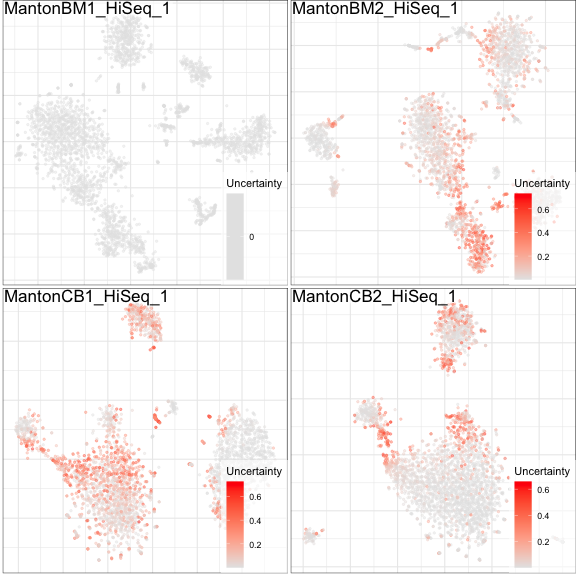 MantonBM1_HiSeq_1
Uncertainty
0
MantonBM2_HiSeq_1
Uncertainty
0.6
0.4
0.2
MantonCB1_HiSeq_1
Uncertainty
0.6
0.4
0.2
MantonCB2_HiSeq_1
Uncertainty
0.6
0.4
0.2